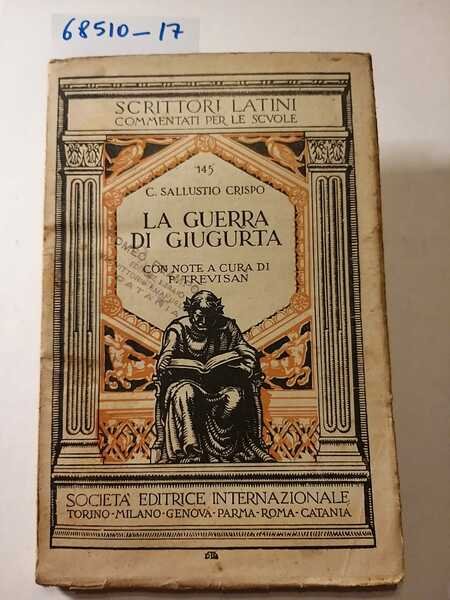 68510-17
SCRITTORI LATINI
COMMENTATI PER LE SCVOLE
145
C. SALLUSTIO CRISPO
LA GUERRA
DI GIUGURTA
CON NOTE A CURA DI
P. TREVISAN
CATANIA
SOCIETÀ EDITRICE INTERNAZIONALE
TORINO-MILANO-GENOVA-PARMA-ROMA-CATANIA